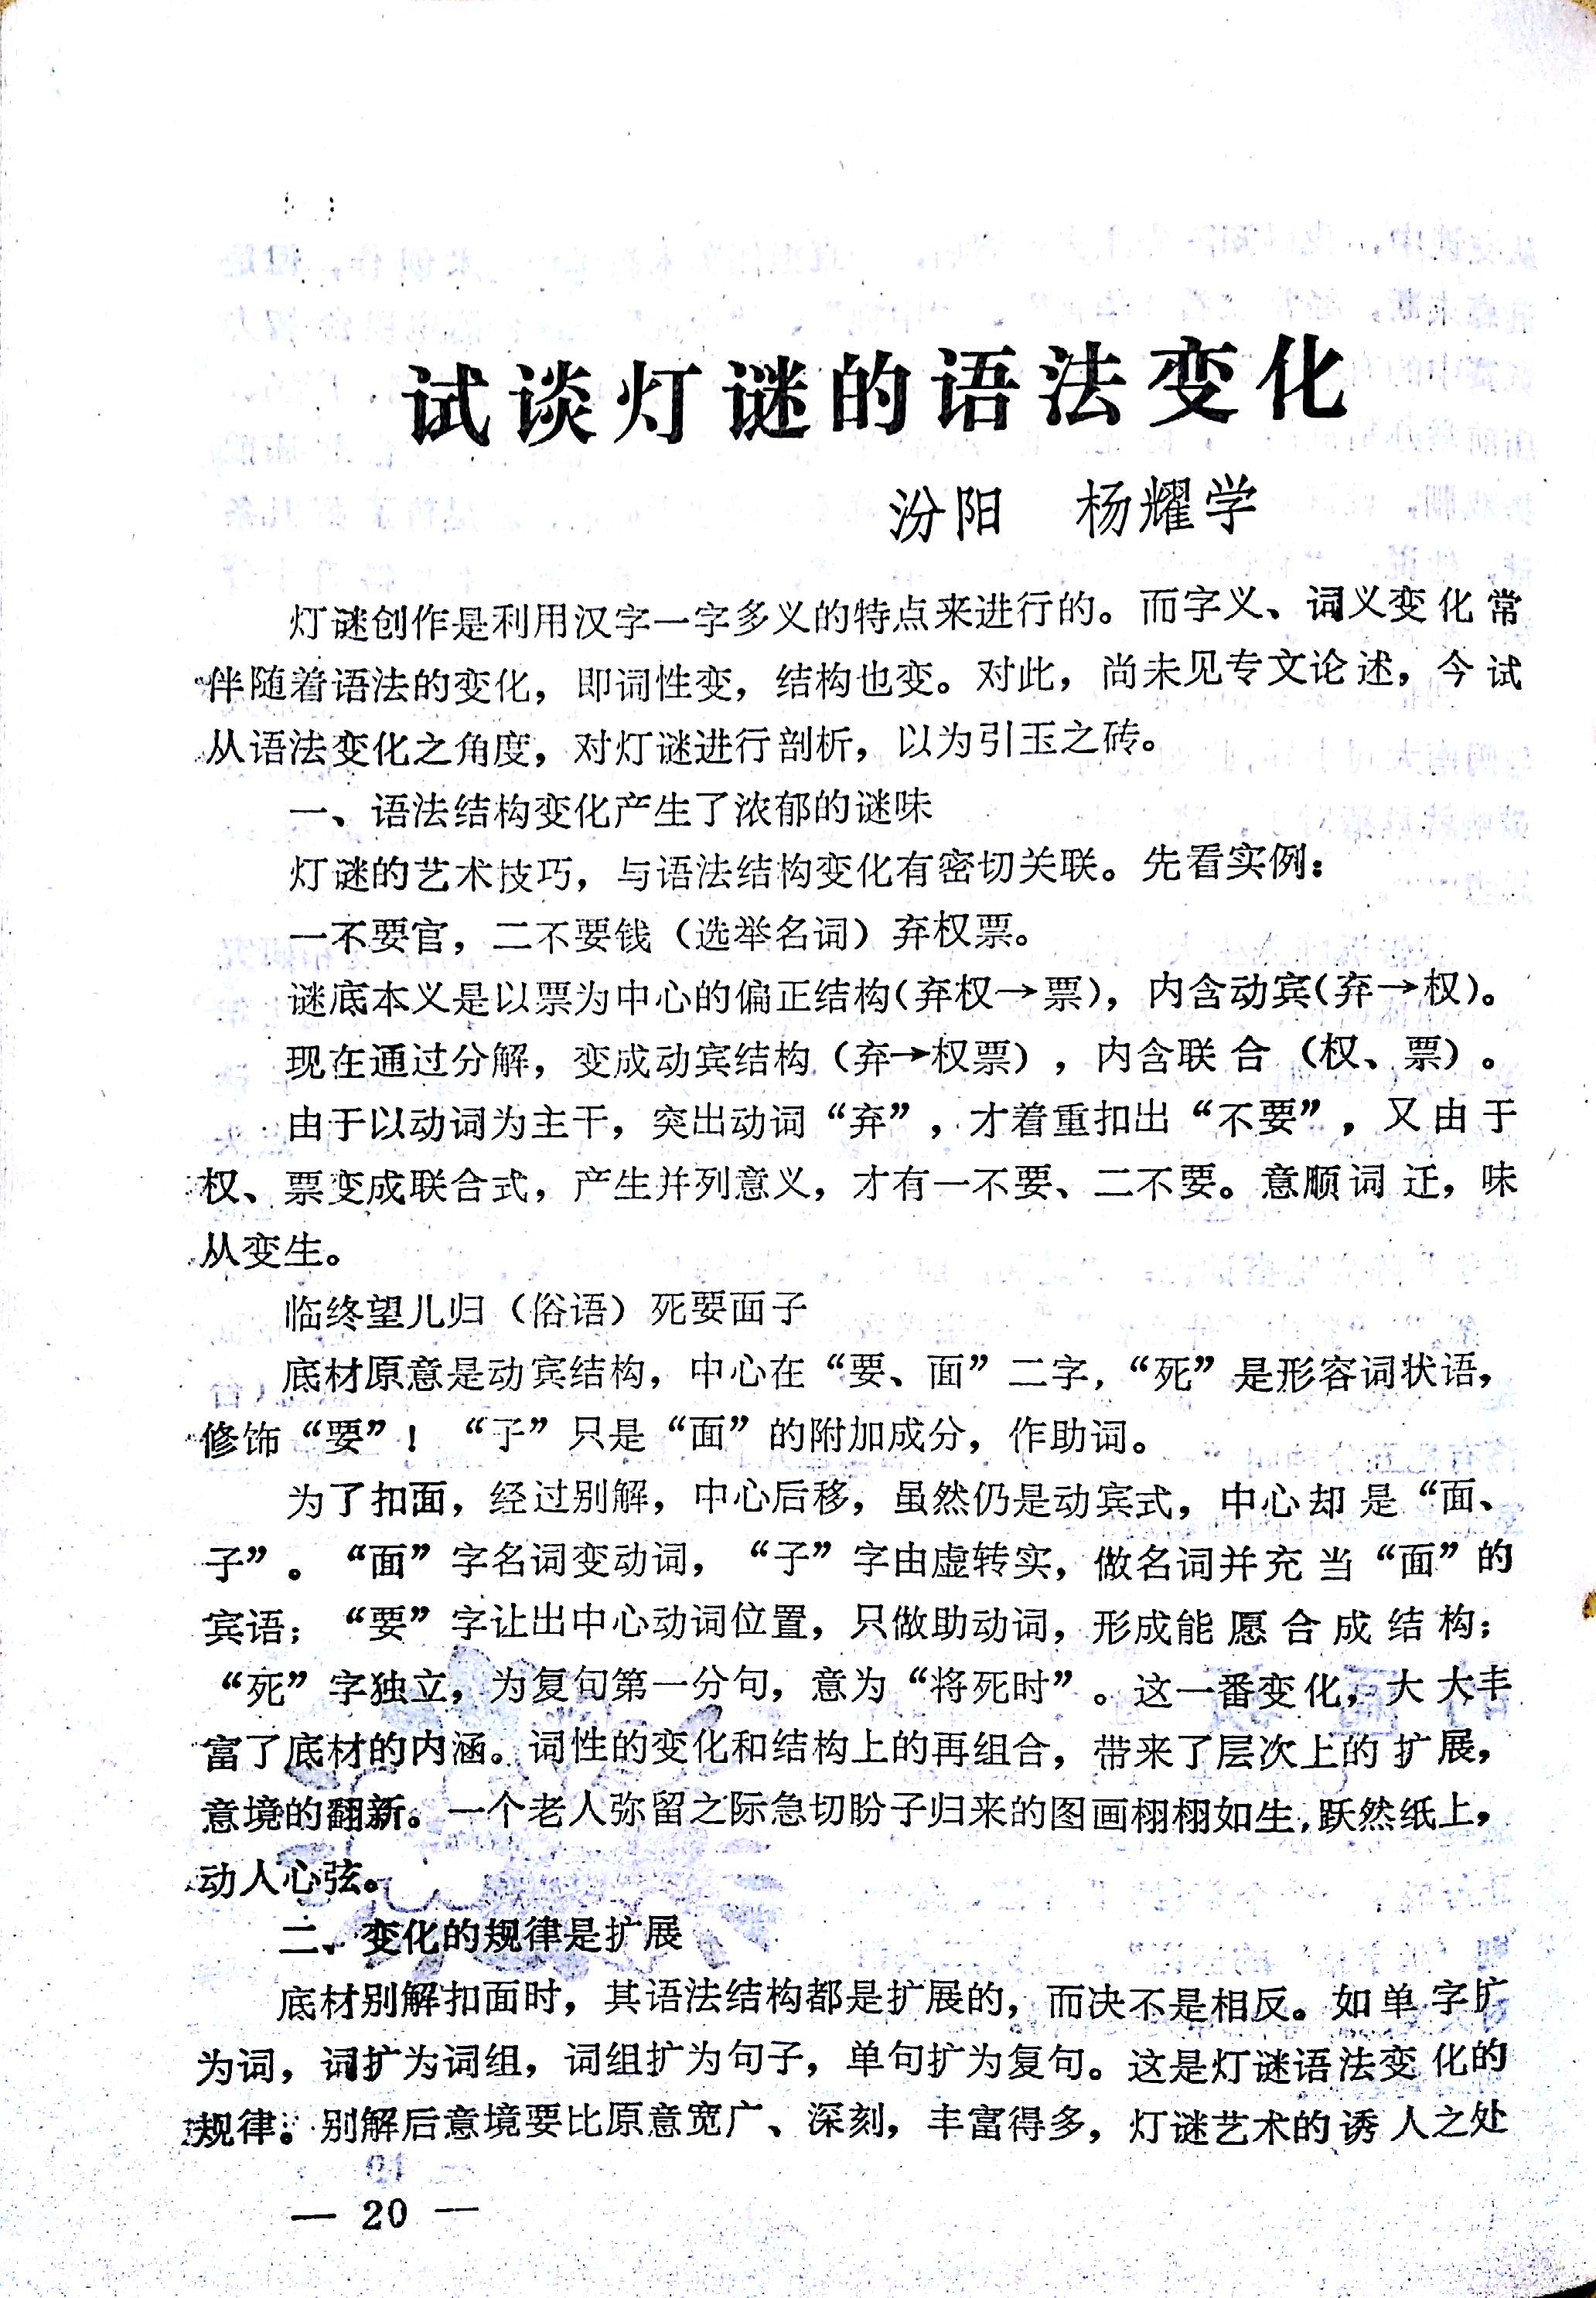 试谈灯谜的语法变化
汾阳 杨耀学
灯谜创作是利用汉字一字多义的特点来进行的。而字义、词义变化常
伴随着语法的变化，即词性变，结构也变。对此，尚未见专文论述，今试
从语法变化之角度，对灯谜进行剖析，以为引玉之砖。
一、语法结构变化产生了浓郁的谜味
灯谜的艺术技巧，与语法结构变化有密切关联。先看实例：
一不要官，二不要钱（选举名词）弃权票。
谜底本义是以票为中心的偏正结构（弃权→票），内含动宾（弃→权）。
现在通过分解，变成动宾结构（弃→权票），内含联合（权、票）。
由于以动词为主干，突出动词“弃”，才着重扣出“不要”，又由于
权、票变成联合式，产生并列意义，才有一不要、二不要。意顺词迁，味
从变生。
临终望儿归（俗语）死要面子
底材原意是动宾结构，中心在“要、面”二字，“死”是形容词状语，
修饰“要”！“子”只是“面”的附加成分，作助词。
为了扣面，经过别解，中心后移，虽然仍是动宾式，中心却是“面、
子”。“面”字名词变动词，“子”字由虚转实，做名词并充当“面”的
宾语；“要”字让出中心动词位置，只做助动词，形成能愿合成结构；
“死”字独立，为复句第一分句，意为“将死时”。这一番变化，大大丰
富了底材的内涵。词性的变化和结构上的再组合，带来了层次上的扩展，
意境的翻新。一个老人弥留之际急切盼子归来的图画栩栩如生，跃然纸上，
动人心弦。
二、变化的规律是扩展
底材别解扣面时，其语法结构都是扩展的，而决不是相反。如单字扩
为词，词扩为词组，词组扩为句子，单句扩为复句。这是灯谜语法变化的
规律。别解后意境要比原意宽广、深刻，丰富得多，灯谜艺术的诱人之处
— 20 —